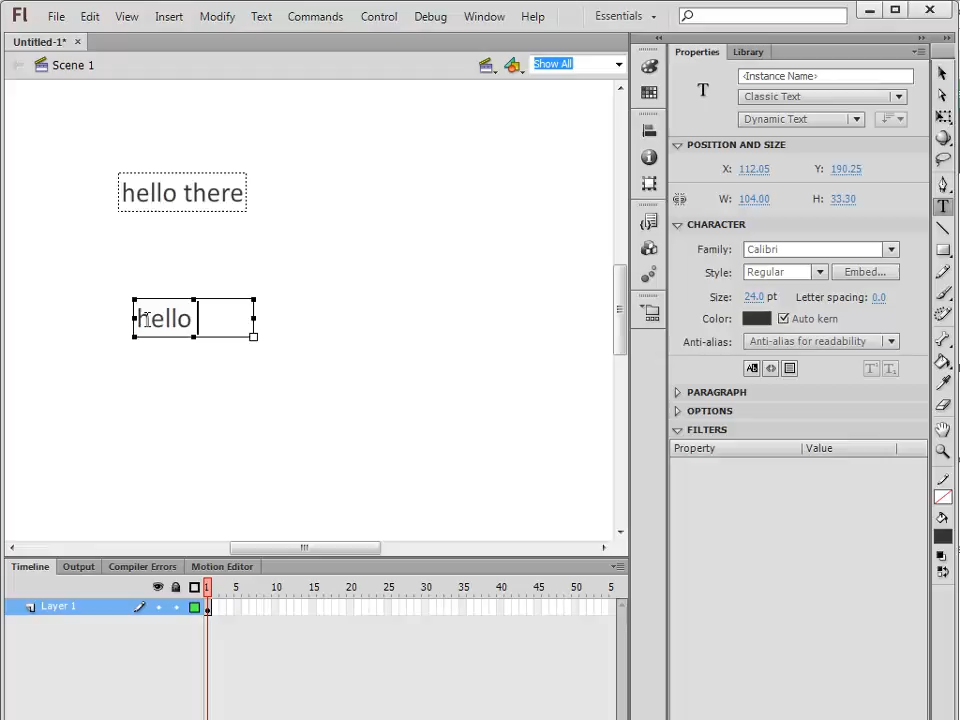 Fl File Edit View Insert Modify Text Commands Control Debug Window Help Essentials
Untitled-1*
Scene 1 Show All
hello there
hello
Properties Library
T <Instance Name>
Classic Text
Dynamic Text
POSITION AND SIZE
X: 112.05 Y: 190.25
W: 104.00 H: 33.30
CHARACTER
Family: Calibri
Style: Regular Embed...
Size: 24.0 pt Letter spacing: 0.0
Color: Auto kern
Anti-alias: Anti-alias for readability
PARAGRAPH
OPTIONS
FILTERS
Property Value
Timeline Output Compiler Errors Motion Editor
1 5 10 15 20 25 30 35 40 45 50 5
Layer 1